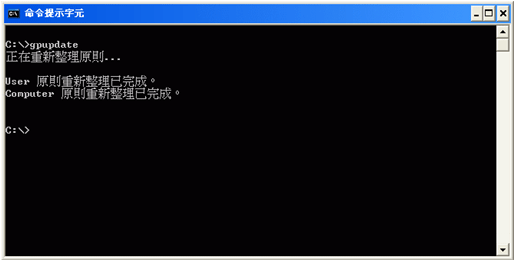 命令提示字元
C:\>gpupdate
正在重新整理原則...
User 原則重新整理已完成。
Computer 原則重新整理已完成。
C:\>